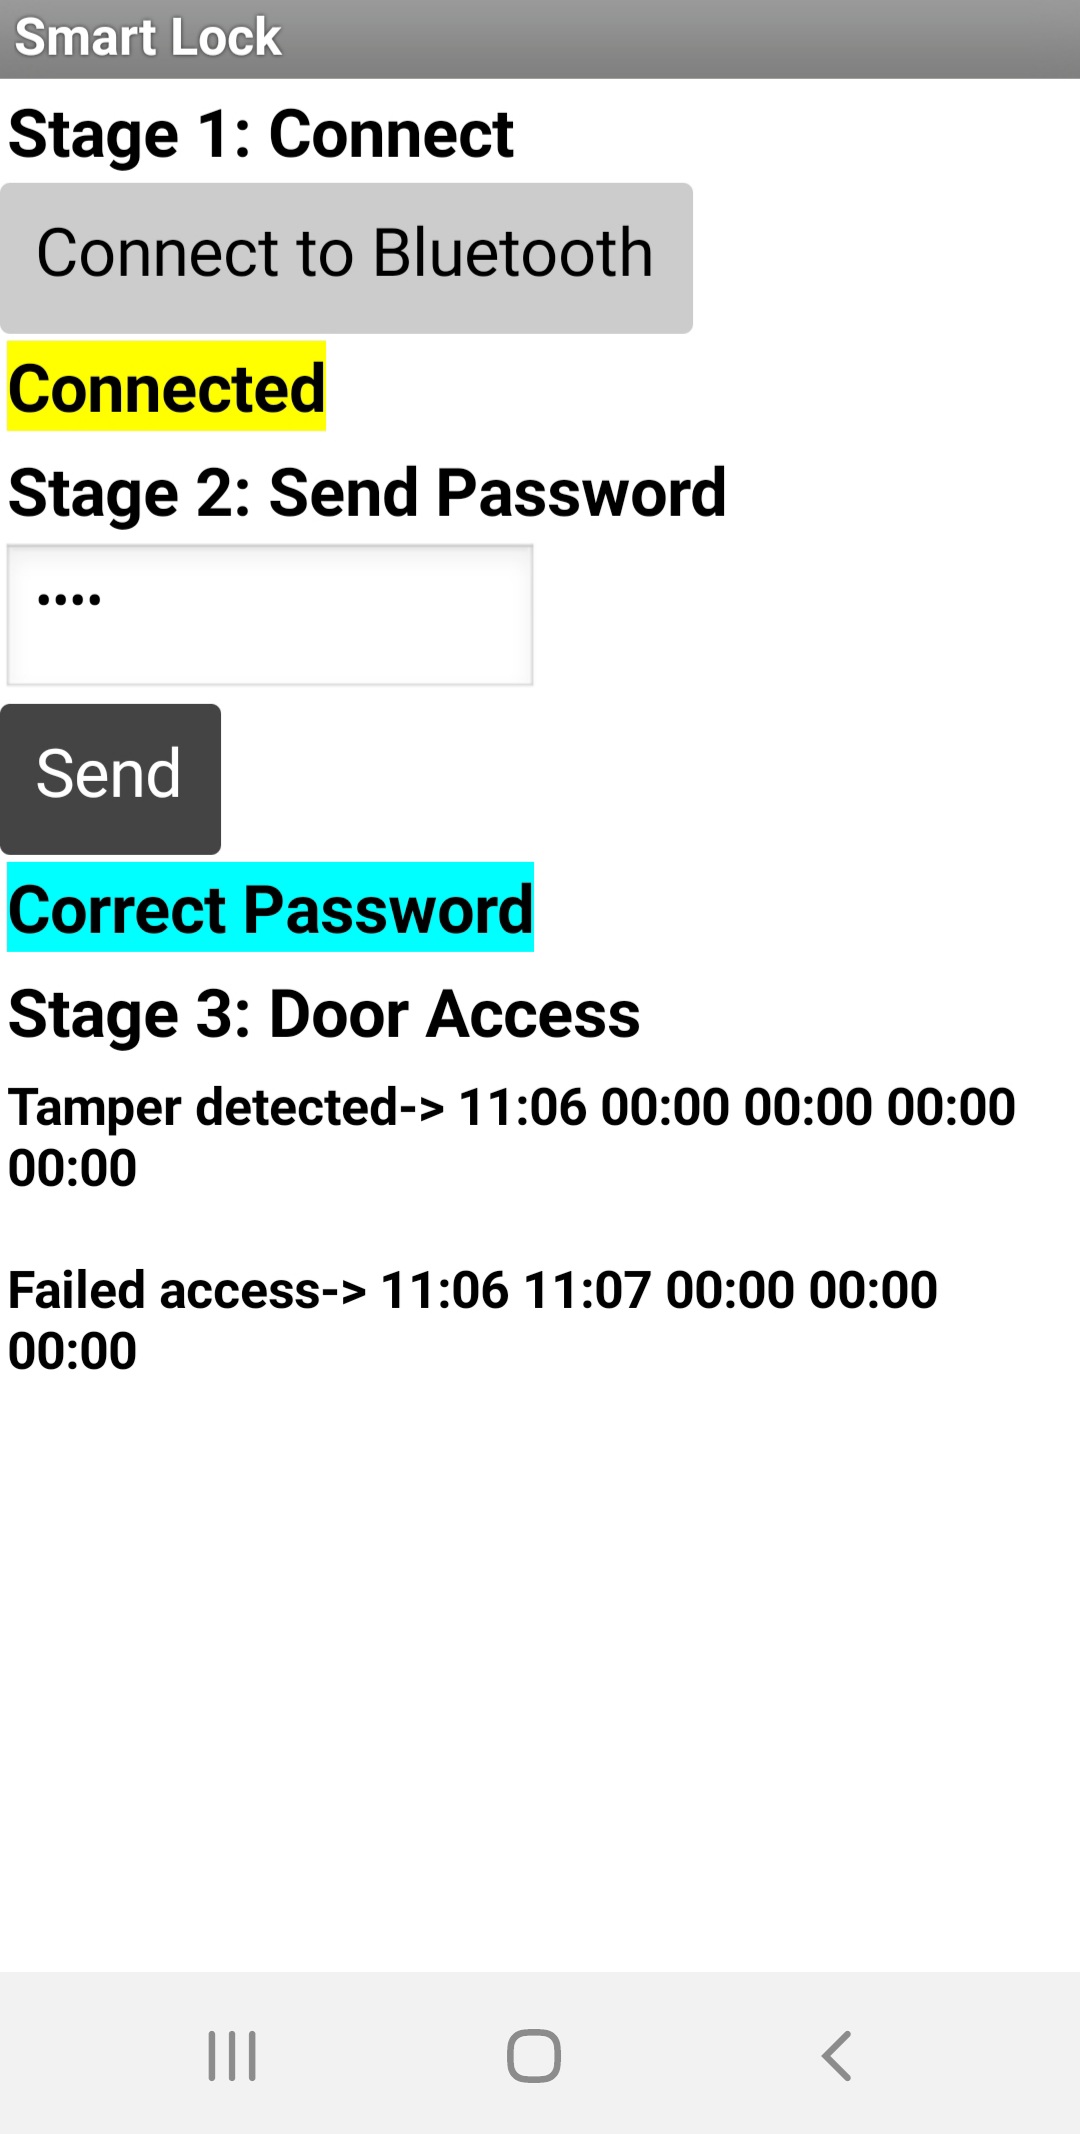 Smart Lock
Stage 1: Connect
Connect to Bluetooth
Connected
Stage 2: Send Password
••••
Send
Correct Password
Stage 3: Door Access
Tamper detected-> 11:06 00:00 00:00 00:00
00:00
Failed access-> 11:06 11:07 00:00 00:00
00:00